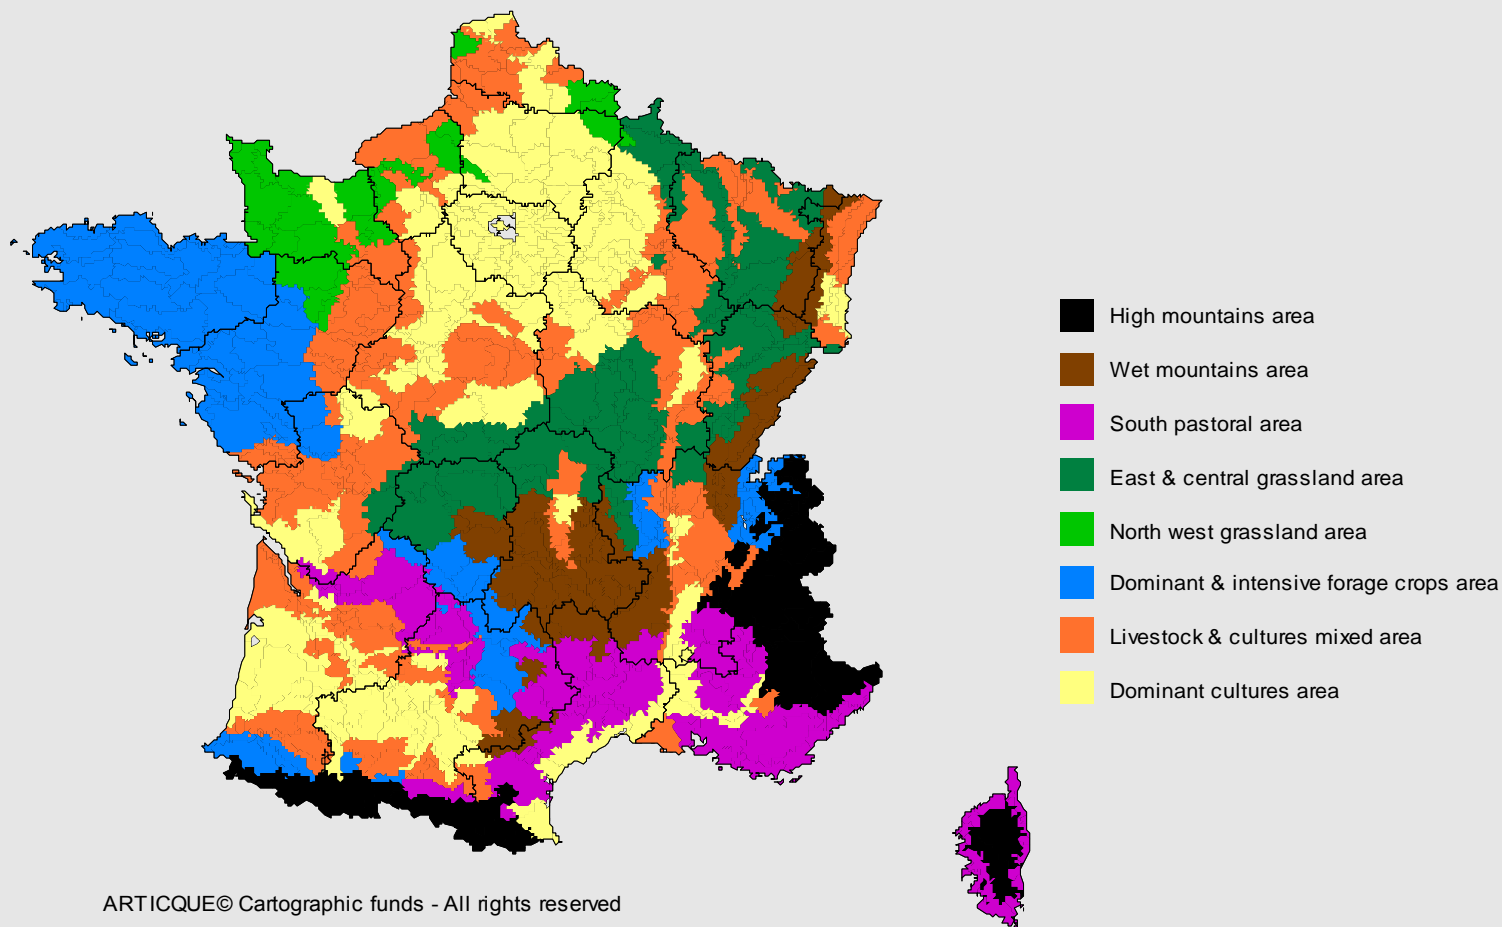 High mountains area
Wet mountains area
South pastoral area
East & central grassland area
North west grassland area
Dominant & intensive forage crops area
Livestock & cultures mixed area
Dominant cultures area
ARTICQUE© Cartographic funds - All rights reserved